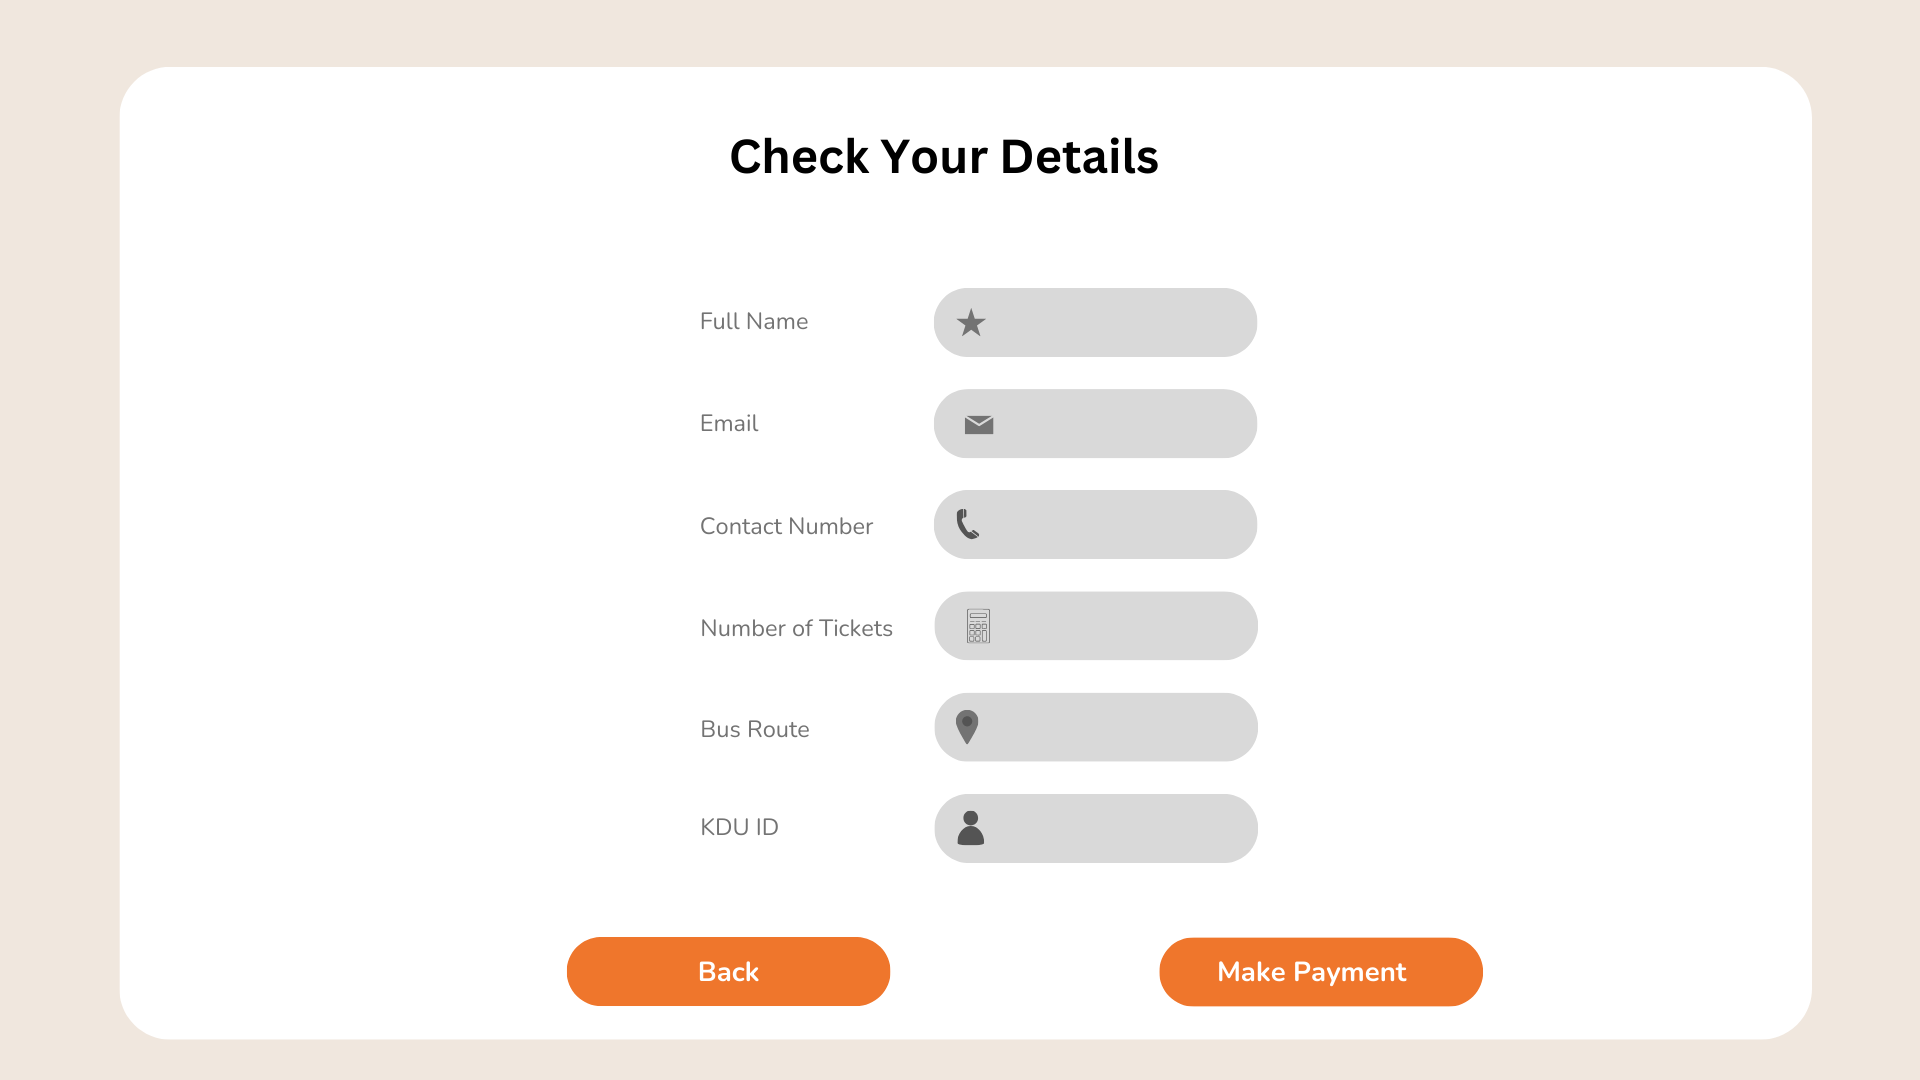 Check Your Details
Full Name
Email
Contact Number
Number of Tickets
Bus Route
KDU ID
Back
Make Payment